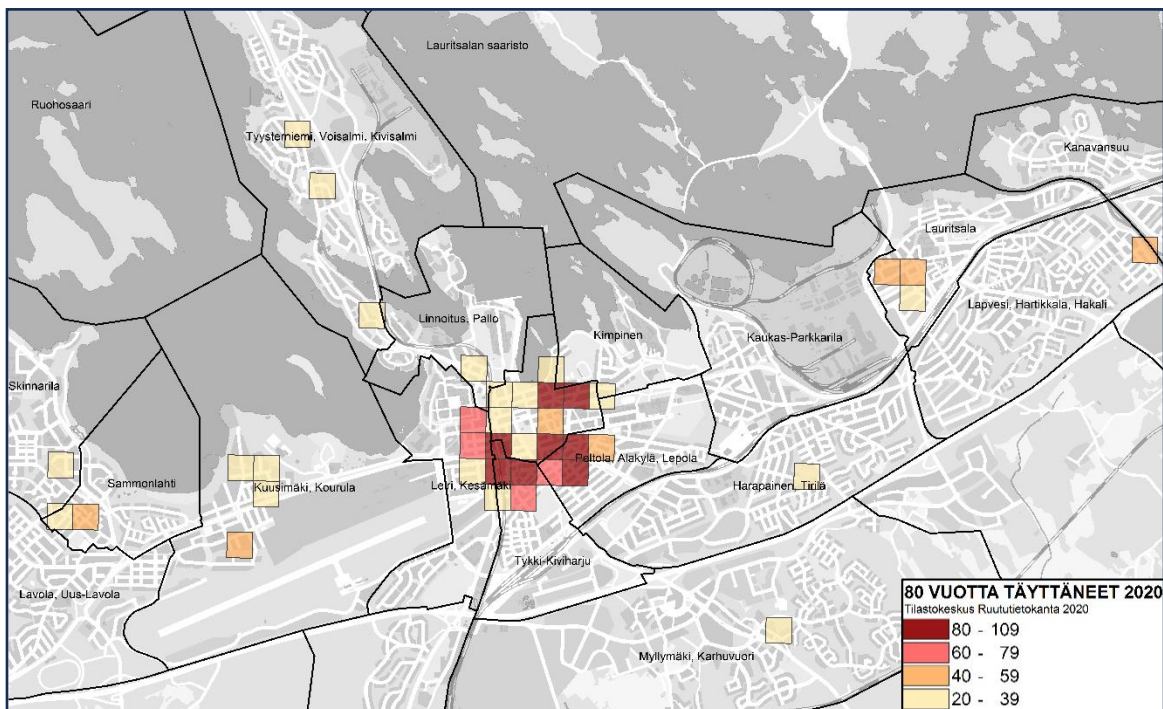 Lauritsalan saaristo
Ruohosaari
Tyysterniemi, Voisalmi, Kivisalmi
Kanavansuu
Lauritsala
Lapvesi, Hartikkala, Hakali
Linnoitus, Pallo
Kimpinen
Kaukas-Parkkarila
Skinnarila
Sammonlahti
Kuusimäki, Kourula
Leiri, Kesämäki
Peltola, Alakylä, Lepola
Harapainen, Tirilä
Tykki-Kiviharju
Lavola, Uus-Lavola
Myllymäki, Karhuvuori
80 VUOTTA TÄYTTÄNEET 2020
Tilastokeskus Ruututietokanta 2020
80 - 109
60 - 79
40 - 59
20 - 39